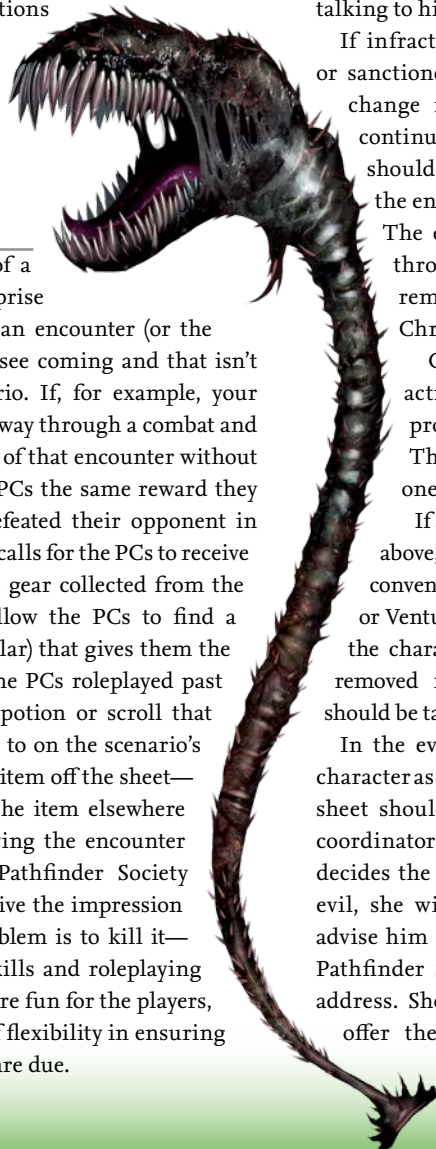 tions
of a
prise
an encounter (or the
see coming and that isn't
rio. If, for example, your
way through a combat and
of that encounter without
PCs the same reward they
efeated their opponent in
calls for the PCs to receive
gear collected from the
llow the PCs to find a
lar) that gives them the
he PCs roleplayed past
potion or scroll that
to on the scenario's
item off the sheet—
he item elsewhere
ving the encounter
Pathfinder Society
ive the impression
blem is to kill it—
kills and roleplaying
re fun for the players,
f flexibility in ensuring
are due.
talking to hi
If infract
or sanctione
change
continu
should
the en
The
thro
rem
Chr
acti
pro
Th
one
If
above,
conven
or Ventu
the chara
removed
should be ta
In the ev
character as
sheet shoul
coordinator
decides the
evil, she wi
advise him
Pathfinder
address. She
offer the